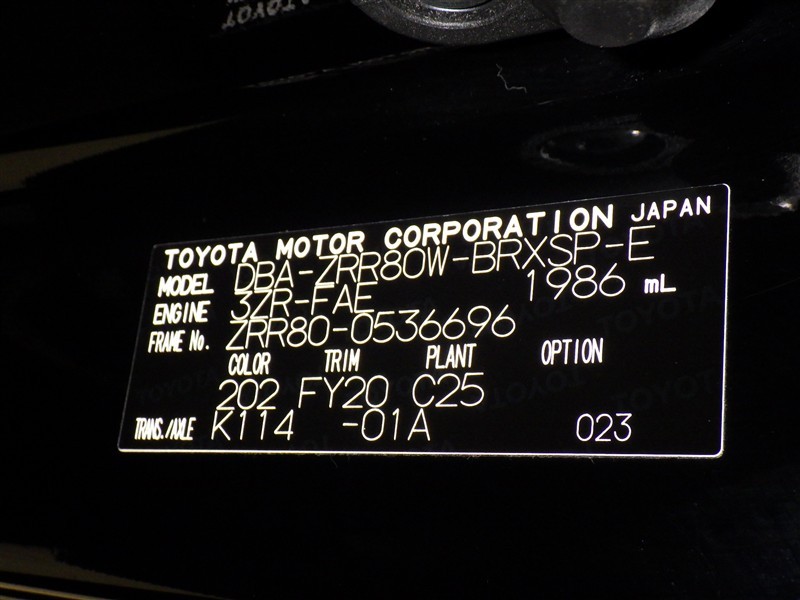 TOYOTA MOTOR CORPORATION JAPAN
MODEL DBA-ZRR80W-BRXSP-E
ENGINE 3ZR-FAE 1986 mL
FRAME No. ZRR80-0536696
COLOR TRIM PLANT OPTION
202 FY20 C25
TRANS./AXLE K114 -01A 023